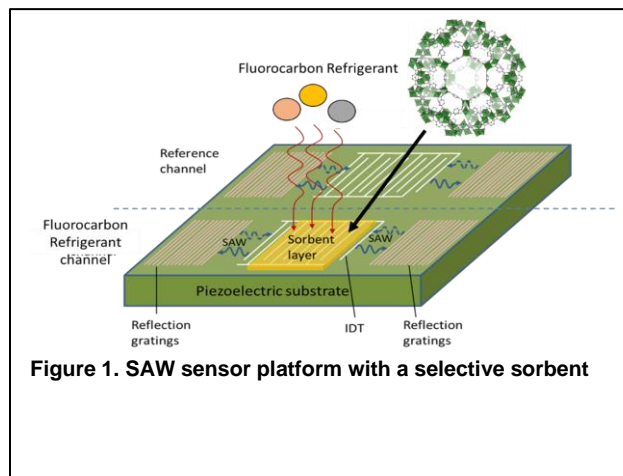 Fluorocarbon Refrigerant
Reference
channel
Fluorocarbon
Refrigerant
channel
SAW
Sorbent
layer
SAW
Piezoelectric substrate
Reflection
gratings
IDT
Reflection
gratings
Figure 1. SAW sensor platform with a selective sorbent